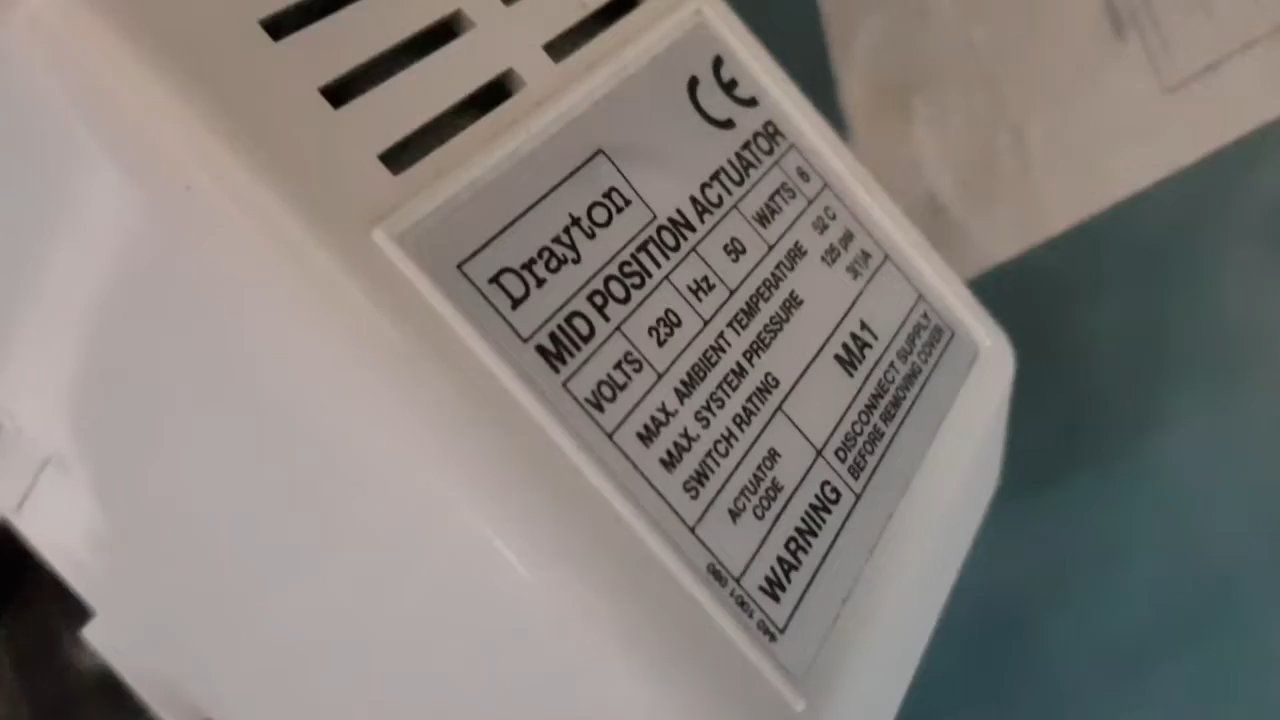 CE
Drayton
MID POSITION ACTUATOR
VOLTS 230 Hz 50 WATTS 6
MAX. AMBIENT TEMPERATURE 52 C
MAX. SYSTEM PRESSURE 125 psi
SWITCH RATING 3(1)A
ACTUATOR CODE MA1
WARNING DISCONNECT SUPPLY
BEFORE REMOVING COVER